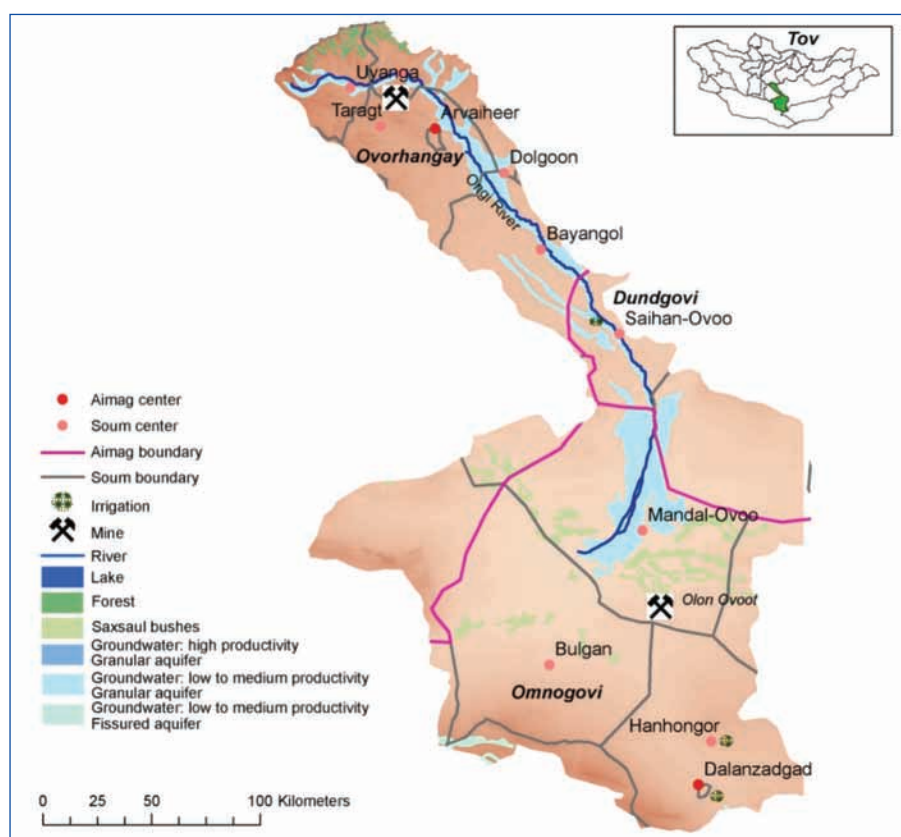 Tov
Uyanga
Taragt
Arvaiheer
Ovorhangay
Dolgoon
Ongi River
Bayangol
Dundgovi
Saihan-Ovoo
Mandal-Ovoo
Olon Ovoot
Bulgan
Omnogovi
Hanhongor
Dalanzadgad
Aimag center
Soum center
Aimag boundary
Soum boundary
Irrigation
Mine
River
Lake
Forest
Saxsaul bushes
Groundwater: high productivity
Granular aquifer
Groundwater: low to medium productivity
Granular aquifer
Groundwater: low to medium productivity
Fissured aquifer
0 25 50 100 Kilometers